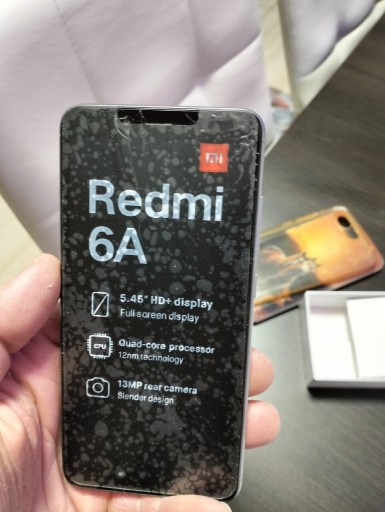 mi
Redmi
6A
5.45" HD+ display
Full screen display
CPU
Quad-core processor
12nm technology
13MP rear camera
Slender design